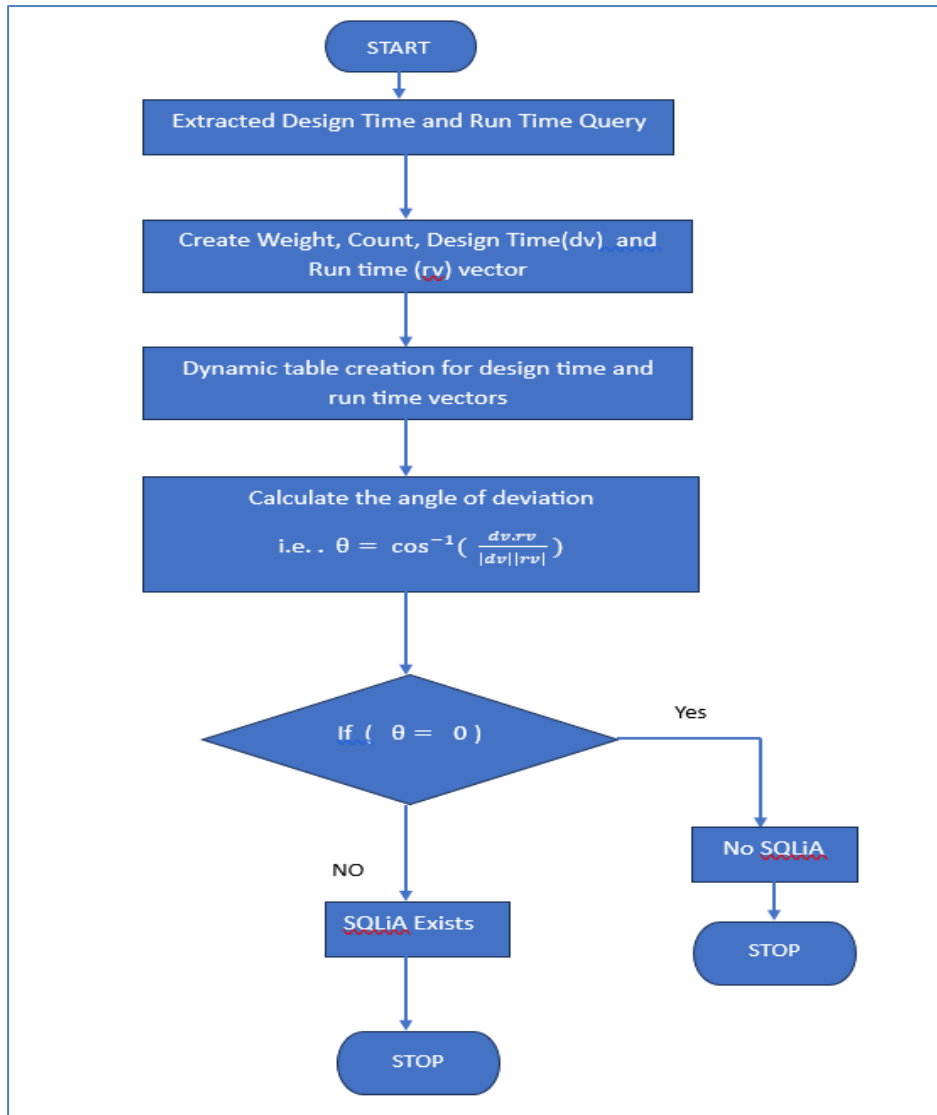 START
Extracted Design Time and Run Time Query
Create Weight, Count, Design Time(dv) and
Run time (rv) vector
Dynamic table creation for design time and
run time vectors
Calculate the angle of deviation
i.e. . θ = cos⁻¹( dv.rv / |dv||rv| )
If ( θ = 0 )
Yes
NO
No SQLiA
SQLiA Exists
STOP
STOP